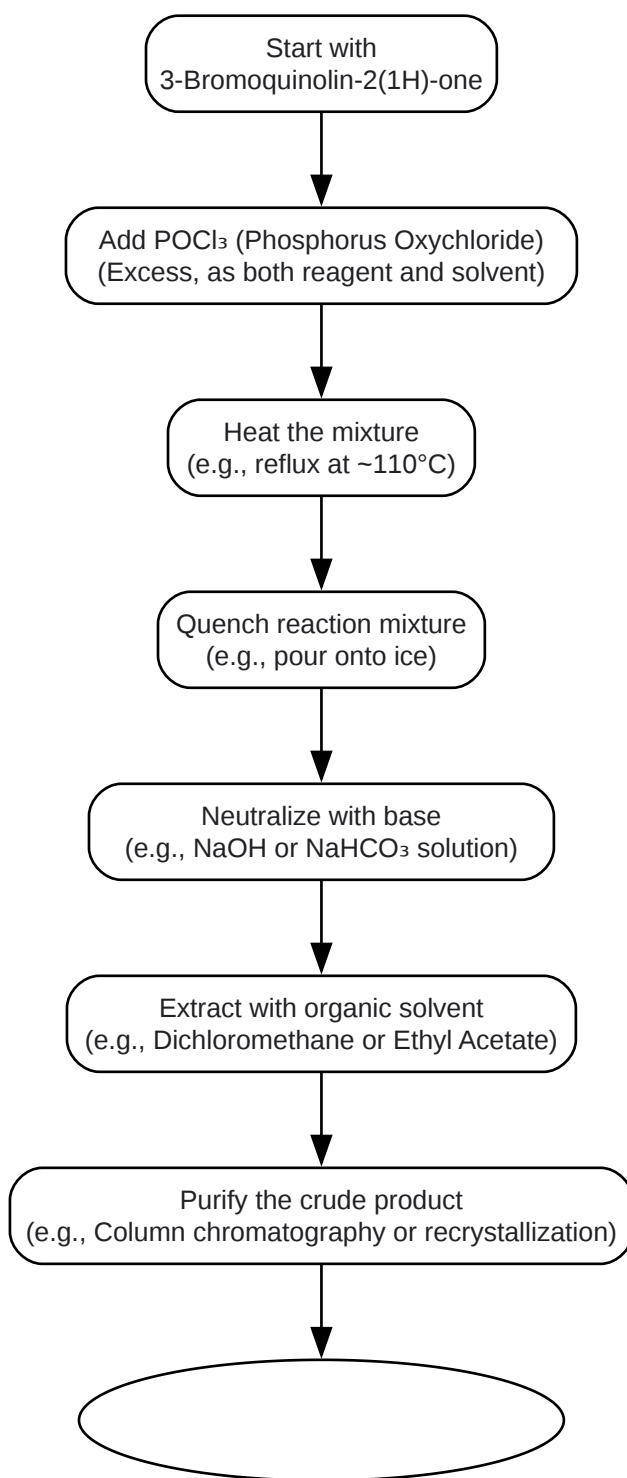 Start with
3-Bromoquinolin-2(1H)-one
Add POCl₃ (Phosphorus Oxychloride)
(Excess, as both reagent and solvent)
Heat the mixture
(e.g., reflux at ~110°C)
Quench reaction mixture
(e.g., pour onto ice)
Neutralize with base
(e.g., NaOH or NaHCO₃ solution)
Extract with organic solvent
(e.g., Dichloromethane or Ethyl Acetate)
Purify the crude product
(e.g., Column chromatography or recrystallization)